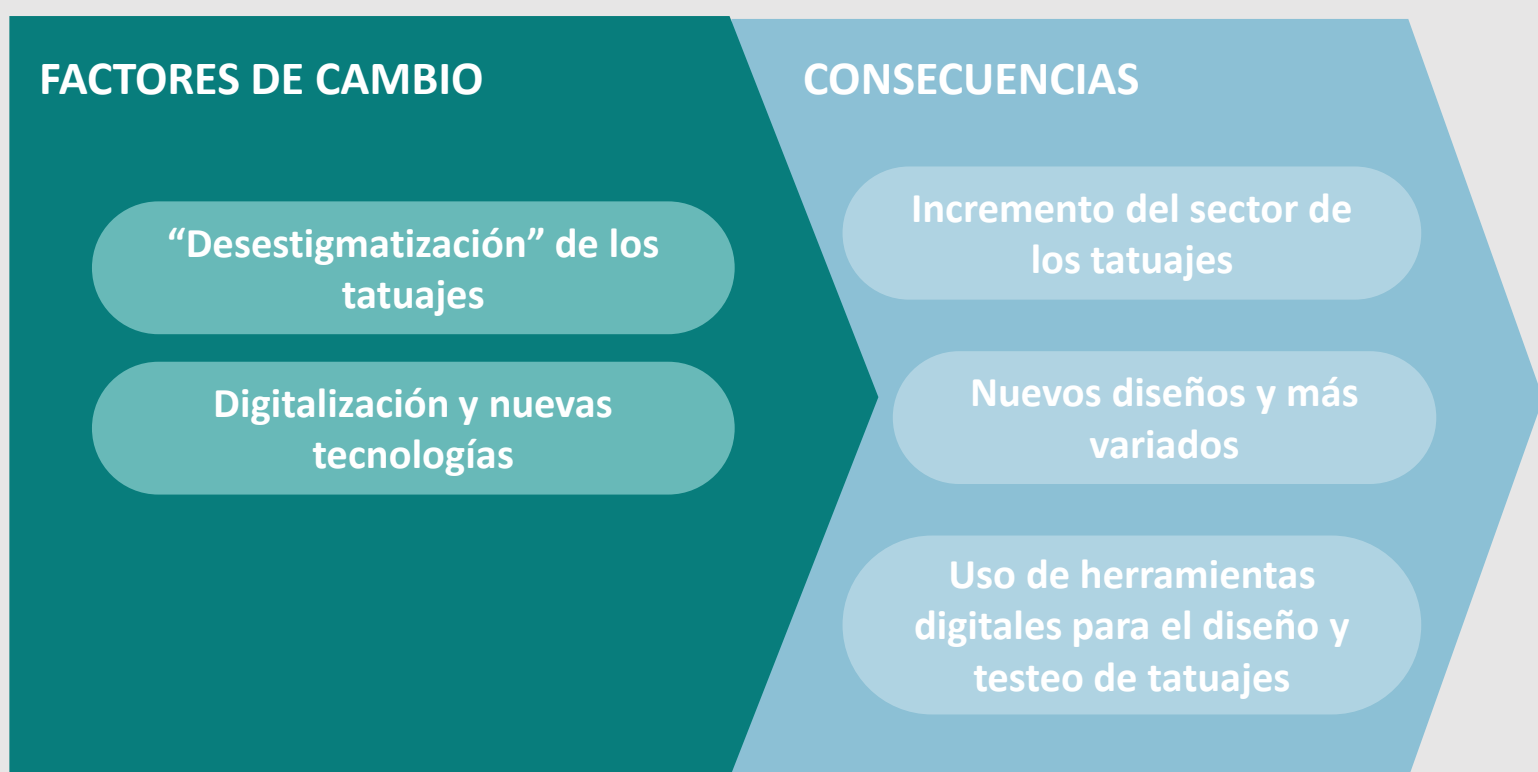 FACTORES DE CAMBIO
“Desestigmatización” de los
tatuajes
Digitalización y nuevas
tecnologías
CONSECUENCIAS
Incremento del sector de
los tatuajes
Nuevos diseños y más
variados
Uso de herramientas
digitales para el diseño y
testeo de tatuajes